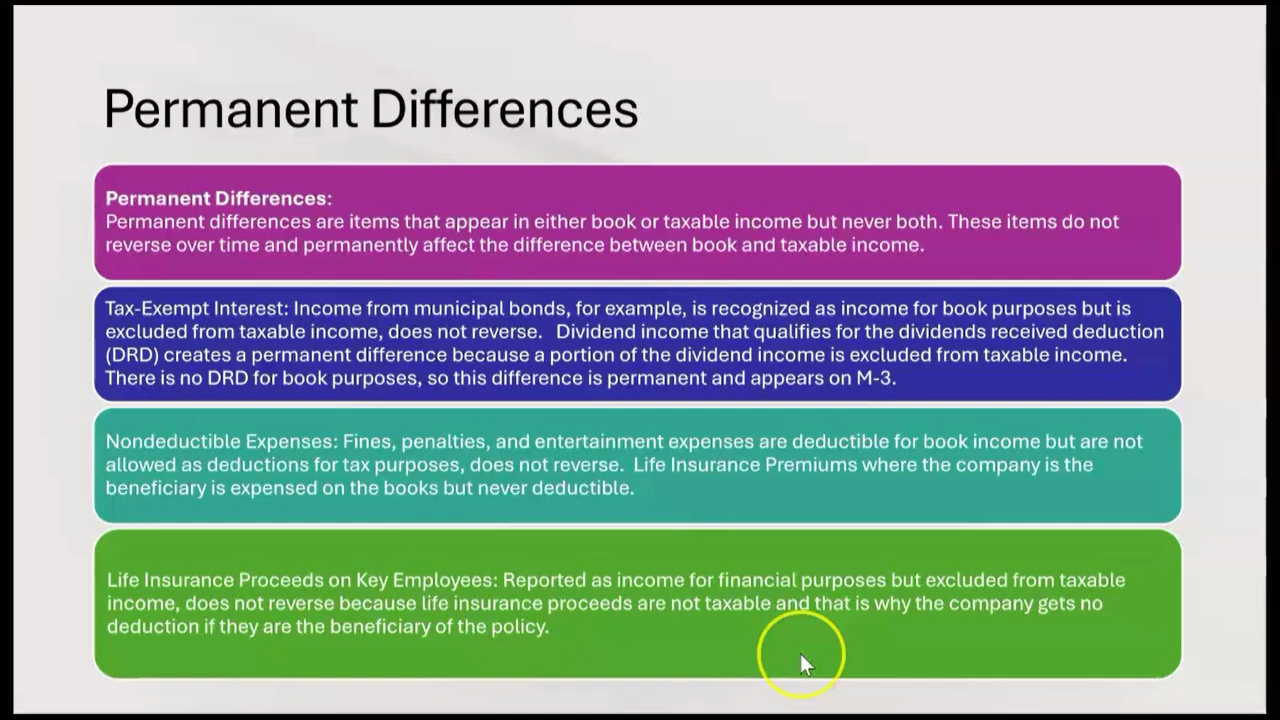 Permanent Differences
Permanent Differences:
Permanent differences are items that appear in either book or taxable income but never both. These items do not
reverse over time and permanently affect the difference between book and taxable income.
Tax-Exempt Interest: Income from municipal bonds, for example, is recognized as income for book purposes but is
excluded from taxable income, does not reverse.   Dividend income that qualifies for the dividends received deduction
(DRD) creates a permanent difference because a portion of the dividend income is excluded from taxable income.
There is no DRD for book purposes, so this difference is permanent and appears on M-3.
Nondeductible Expenses: Fines, penalties, and entertainment expenses are deductible for book income but are not
allowed as deductions for tax purposes, does not reverse.  Life Insurance Premiums where the company is the
beneficiary is expensed on the books but never deductible.
Life Insurance Proceeds on Key Employees: Reported as income for financial purposes but excluded from taxable
income, does not reverse because life insurance proceeds are not taxable and that is why the company gets no
deduction if they are the beneficiary of the policy.